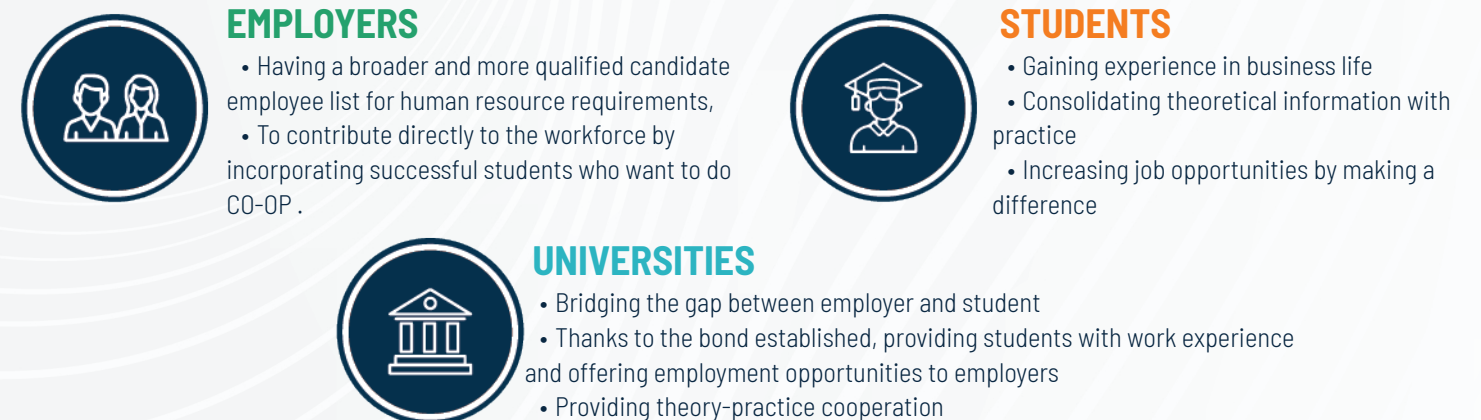 EMPLOYERS
• Having a broader and more qualified candidate
employee list for human resource requirements,
• To contribute directly to the workforce by
incorporating successful students who want to do
CO-OP .
STUDENTS
• Gaining experience in business life
• Consolidating theoretical information with
practice
• Increasing job opportunities by making a
difference
UNIVERSITIES
• Bridging the gap between employer and student
• Thanks to the bond established, providing students with work experience
and offering employment opportunities to employers
• Providing theory-practice cooperation